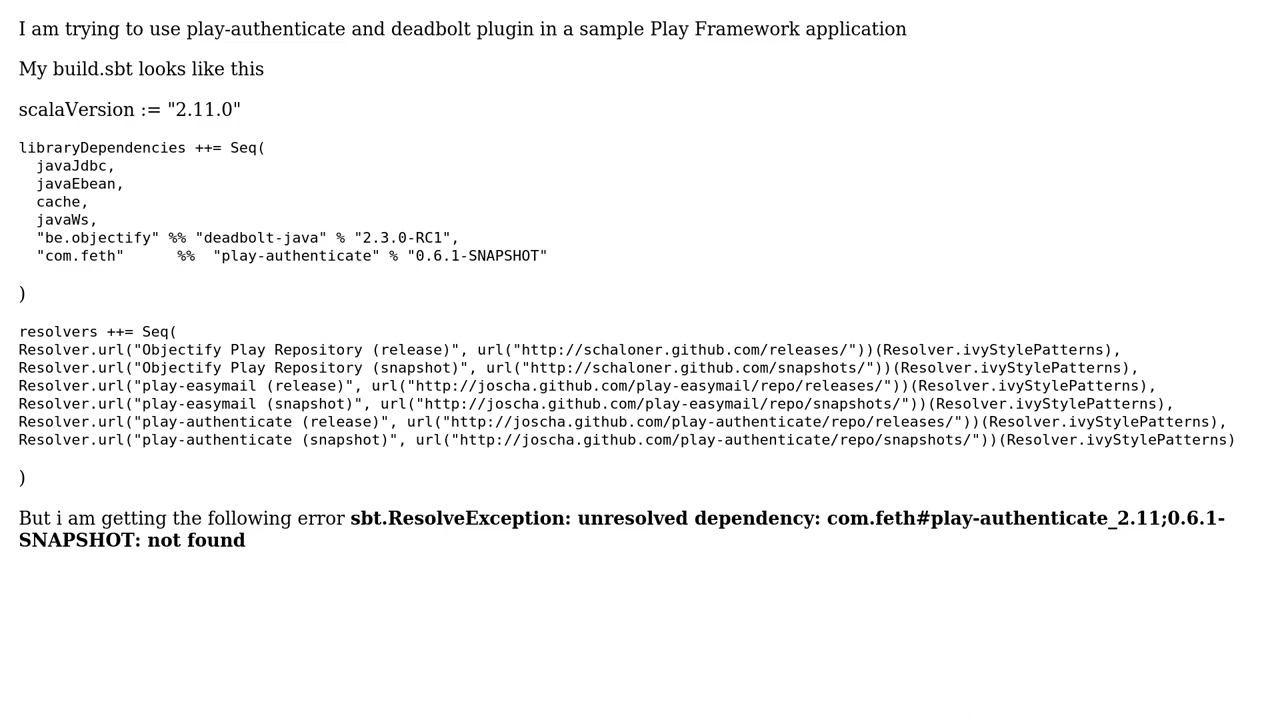 I am trying to use play-authenticate and deadbolt plugin in a sample Play Framework application
My build.sbt looks like this
scalaVersion := "2.11.0"
libraryDependencies ++= Seq(
  javaJdbc,
  javaEbean,
  cache,
  javaWs,
  "be.objectify" %% "deadbolt-java" % "2.3.0-RC1",
  "com.feth"      %%  "play-authenticate" % "0.6.1-SNAPSHOT"
)
resolvers ++= Seq(
Resolver.url("Objectify Play Repository (release)", url("http://schaloner.github.com/releases/"))(Resolver.ivyStylePatterns),
Resolver.url("Objectify Play Repository (snapshot)", url("http://schaloner.github.com/snapshots/"))(Resolver.ivyStylePatterns),
Resolver.url("play-easymail (release)", url("http://joscha.github.com/play-easymail/repo/releases/"))(Resolver.ivyStylePatterns),
Resolver.url("play-easymail (snapshot)", url("http://joscha.github.com/play-easymail/repo/snapshots/"))(Resolver.ivyStylePatterns),
Resolver.url("play-authenticate (release)", url("http://joscha.github.com/play-authenticate/repo/releases/"))(Resolver.ivyStylePatterns),
Resolver.url("play-authenticate (snapshot)", url("http://joscha.github.com/play-authenticate/repo/snapshots/"))(Resolver.ivyStylePatterns)
)
But i am getting the following error sbt.ResolveException: unresolved dependency: com.feth#play-authenticate_2.11;0.6.1-
SNAPSHOT: not found